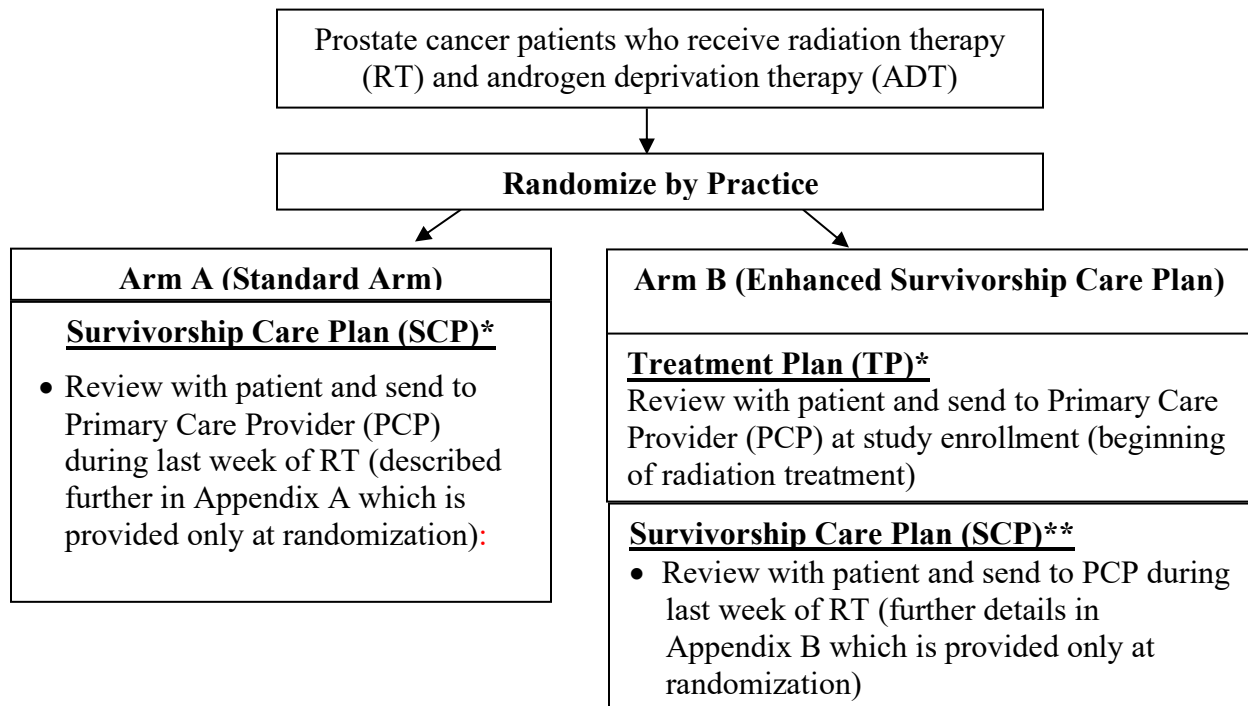 Prostate cancer patients who receive radiation therapy
(RT) and androgen deprivation therapy (ADT)
Randomize by Practice
Arm A (Standard Arm)
Survivorship Care Plan (SCP)*
• Review with patient and send to
Primary Care Provider (PCP)
during last week of RT (described
further in Appendix A which is
provided only at randomization):
Arm B (Enhanced Survivorship Care Plan)
Treatment Plan (TP)*
Review with patient and send to Primary Care
Provider (PCP) at study enrollment (beginning
of radiation treatment)
Survivorship Care Plan (SCP)**
• Review with patient and send to PCP during
last week of RT (further details in
Appendix B which is provided only at
randomization)